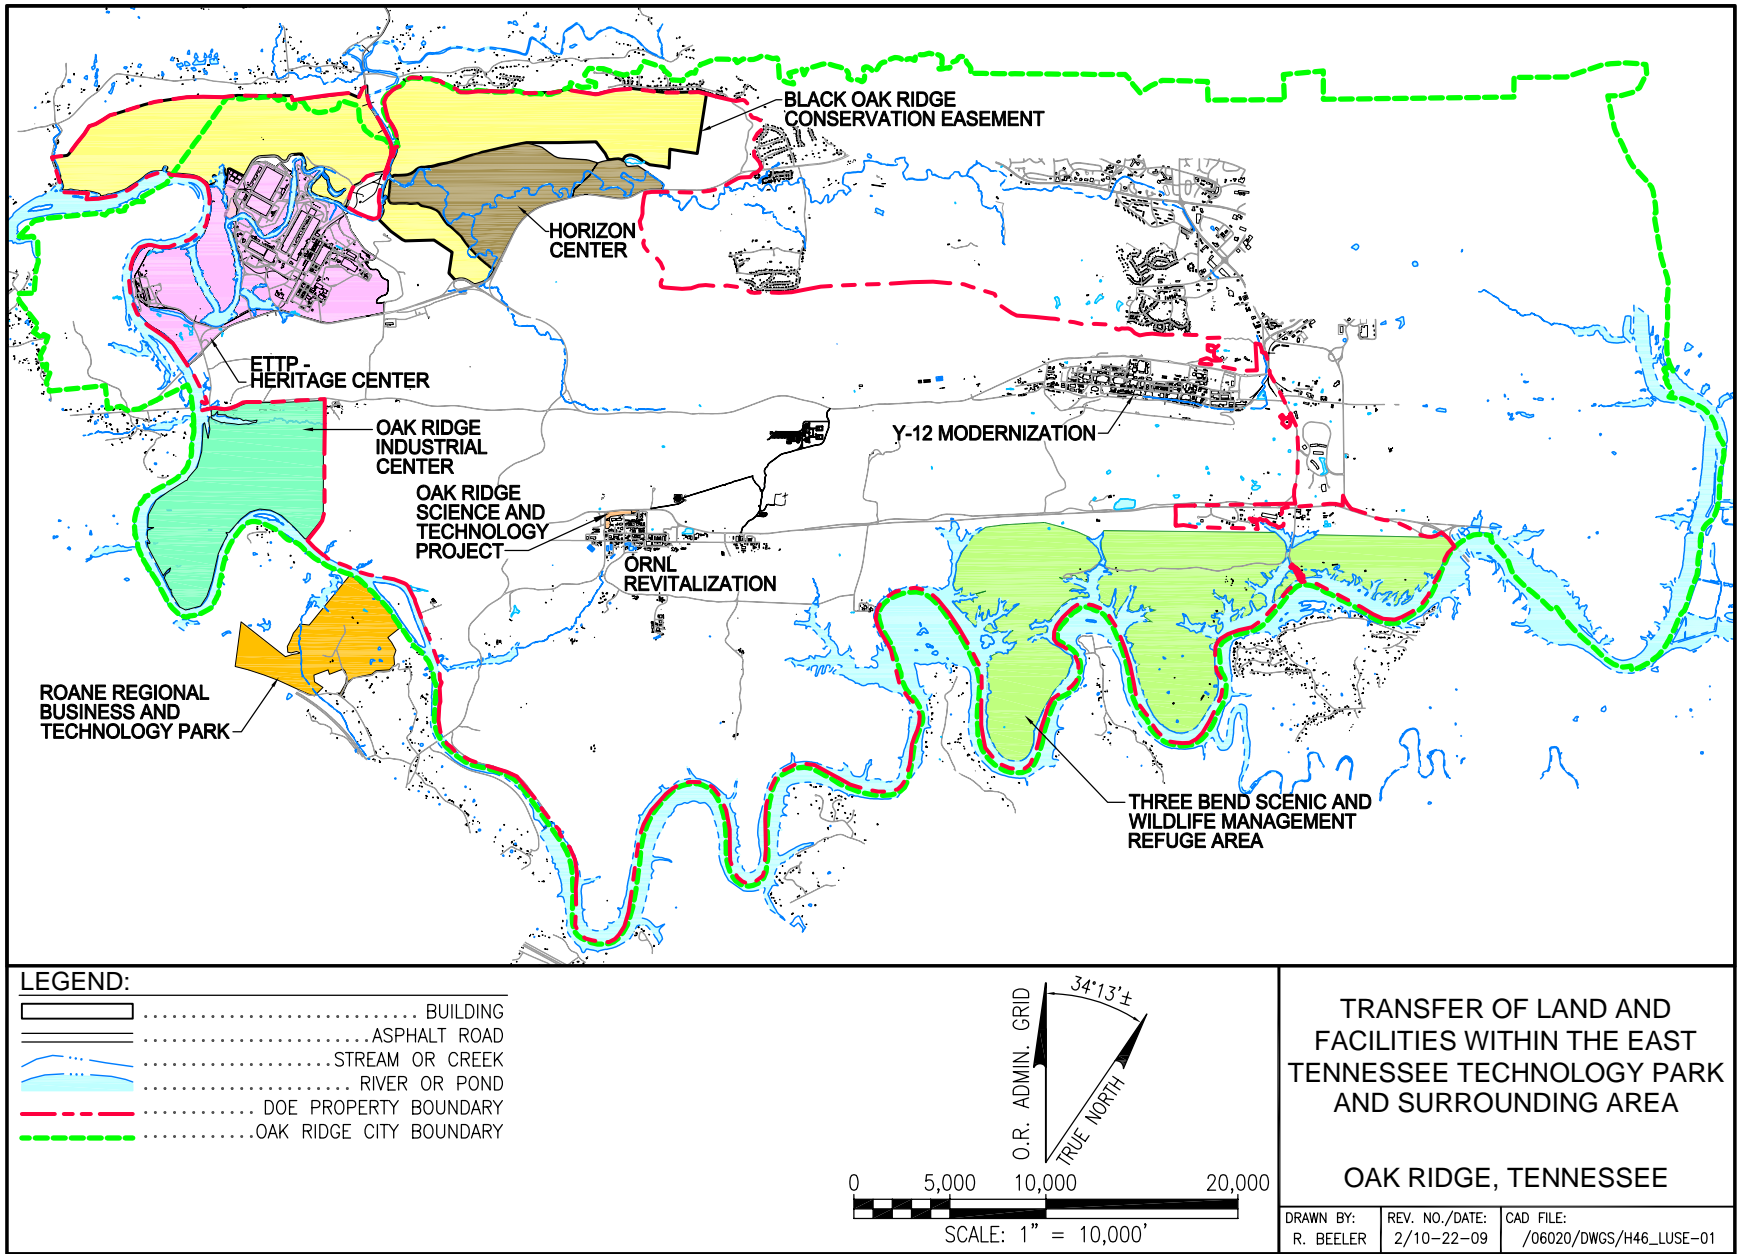 BLACK OAK RIDGE
CONSERVATION EASEMENT
HORIZON
CENTER
ETTP -
HERITAGE CENTER
OAK RIDGE
INDUSTRIAL
CENTER
Y-12 MODERNIZATION
OAK RIDGE
SCIENCE AND
TECHNOLOGY
PROJECT
ORNL
REVITALIZATION
ROANE REGIONAL
BUSINESS AND
TECHNOLOGY PARK
THREE BEND SCENIC AND
WILDLIFE MANAGEMENT
REFUGE AREA
LEGEND:
BUILDING
ASPHALT ROAD
STREAM OR CREEK
RIVER OR POND
DOE PROPERTY BOUNDARY
OAK RIDGE CITY BOUNDARY
O.R. ADMIN. GRID
34°13'±
TRUE NORTH
0 5,000 10,000 20,000
SCALE: 1" = 10,000'
TRANSFER OF LAND AND
FACILITIES WITHIN THE EAST
TENNESSEE TECHNOLOGY PARK
AND SURROUNDING AREA
OAK RIDGE, TENNESSEE
DRAWN BY:
R. BEELER
REV. NO./DATE:
2/10-22-09
CAD FILE:
/06020/DWGS/H46_LUSE-01